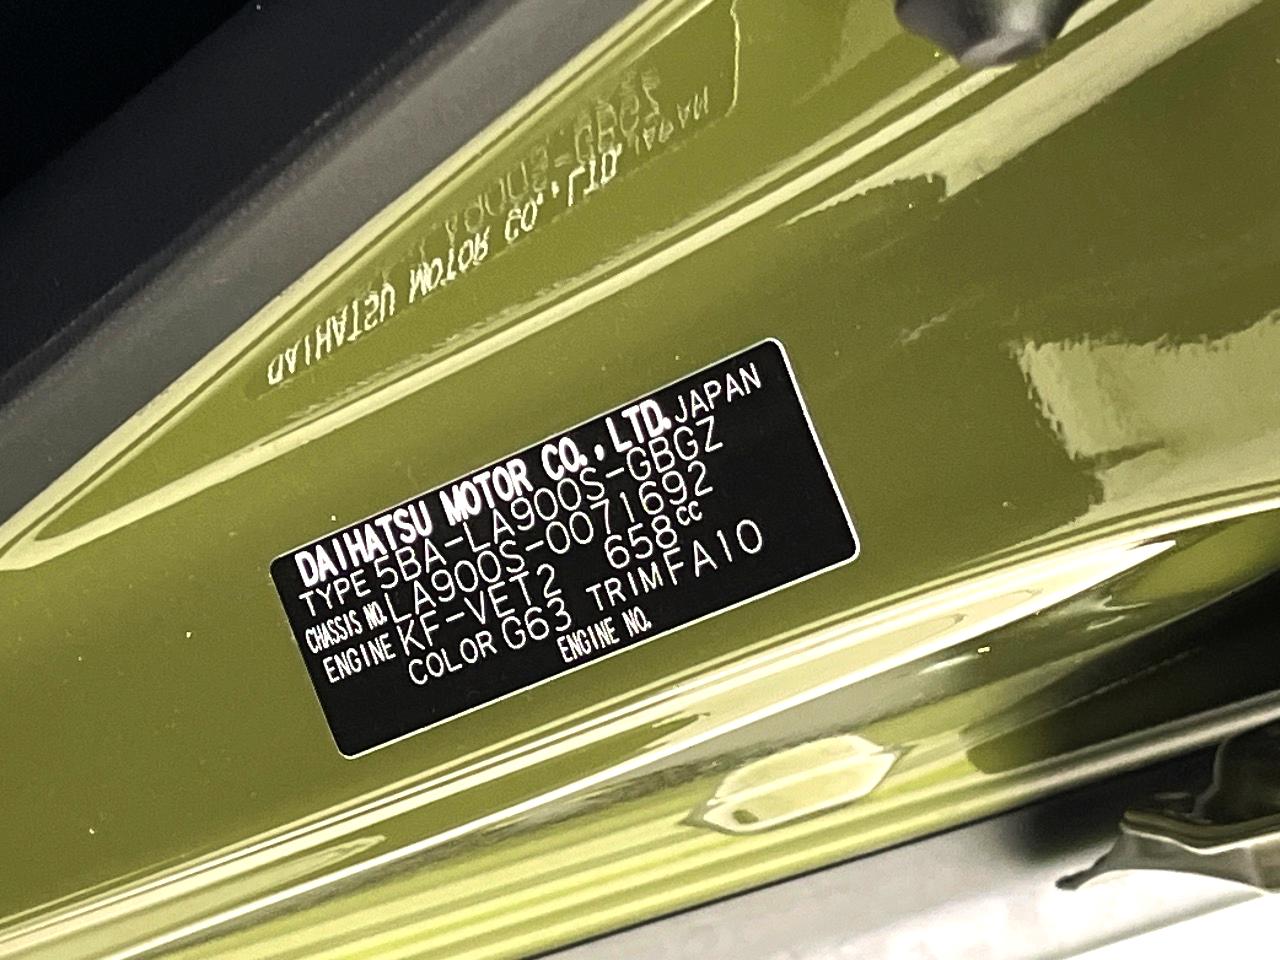 DAIHATSU MOTOR CO., LTD. JAPAN
TYPE 5BA-LA900S-GBGZ
CHASSIS NO. LA900S-0071692
ENGINE KF-VET2 658cc
COLOR G63 TRIM FA10
ENGINE NO.
DAIHATSU MOTOR CO., LTD